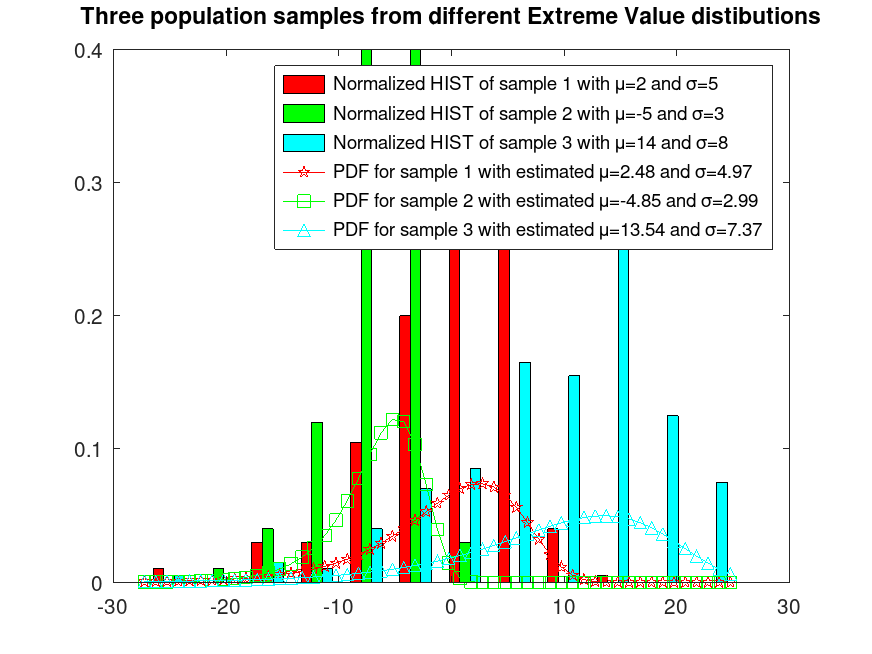 Three population samples from different Extreme Value distibutions
0.4
0.3
0.2
0.1
0
Normalized HIST of sample 1 with μ=2 and σ=5
Normalized HIST of sample 2 with μ=-5 and σ=3
Normalized HIST of sample 3 with μ=14 and σ=8
PDF for sample 1 with estimated μ=2.48 and σ=4.97
PDF for sample 2 with estimated μ=-4.85 and σ=2.99
PDF for sample 3 with estimated μ=13.54 and σ=7.37
-30 -20 -10 0 10 20 30